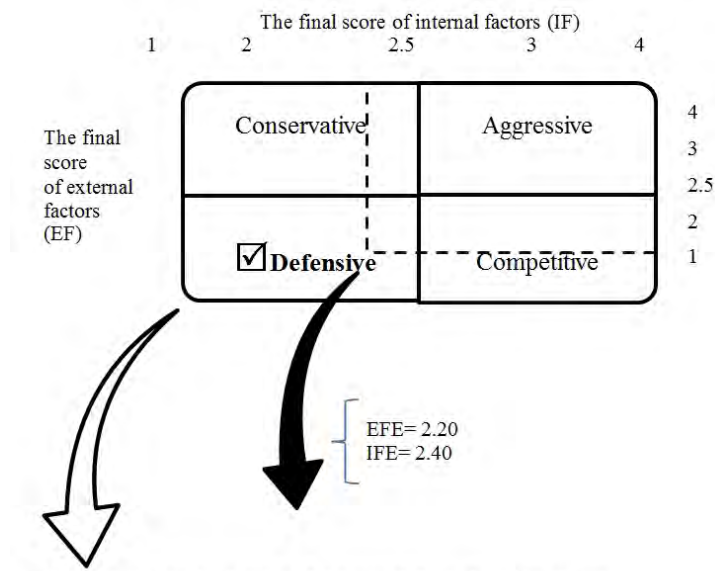 The final score of internal factors (IF)
1 2 2.5 3 4
Conservative Aggressive
The final
score
of external
factors
(EF)
4
3
2.5
2
1
Defensive Competitive
EFE= 2.20
IFE= 2.40